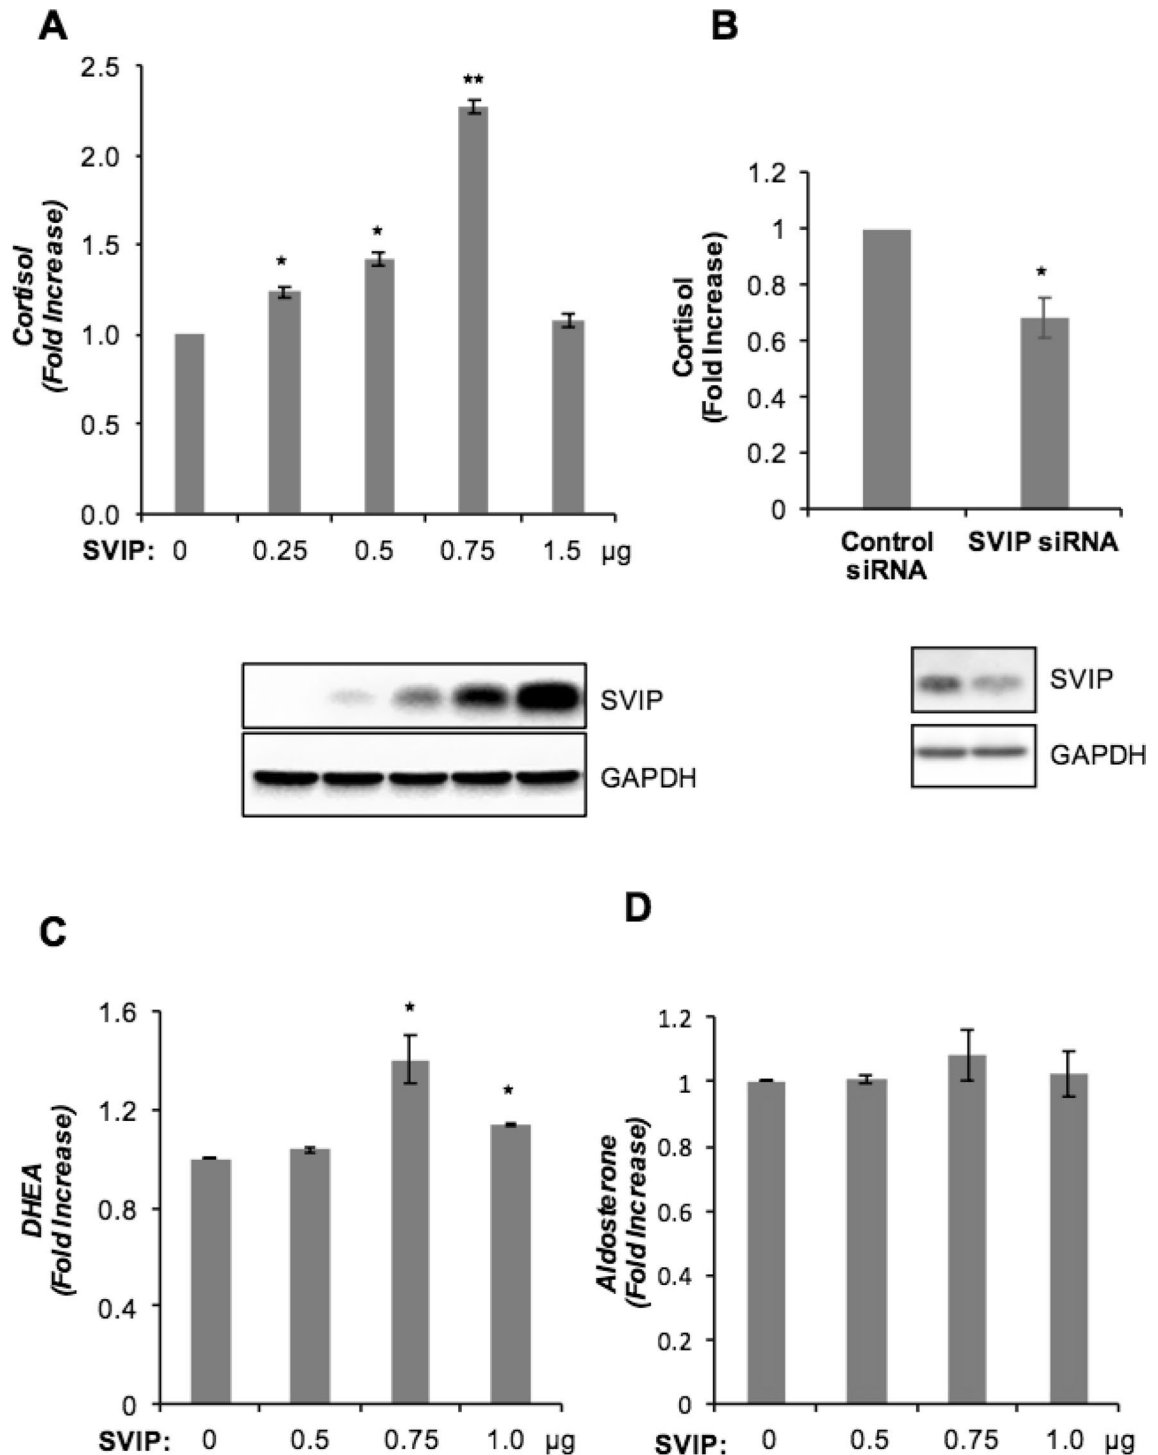 A
2.5
2.0
1.5
1.0
0.5
0.0
Cortisol
(Fold Increase)
*
*
**
SVIP: 0 0.25 0.5 0.75 1.5 µg
SVIP
GAPDH
B
1.2
1
0.8
0.6
0.4
0.2
0
Cortisol
(Fold Increase)
*
Control
siRNA
SVIP siRNA
SVIP
GAPDH
C
1.6
1.2
0.8
0.4
0
DHEA
(Fold Increase)
*
*
SVIP: 0 0.5 0.75 1.0 µg
D
1.2
1
0.8
0.6
0.4
0.2
0
Aldosterone
(Fold Increase)
SVIP: 0 0.5 0.75 1.0 µg